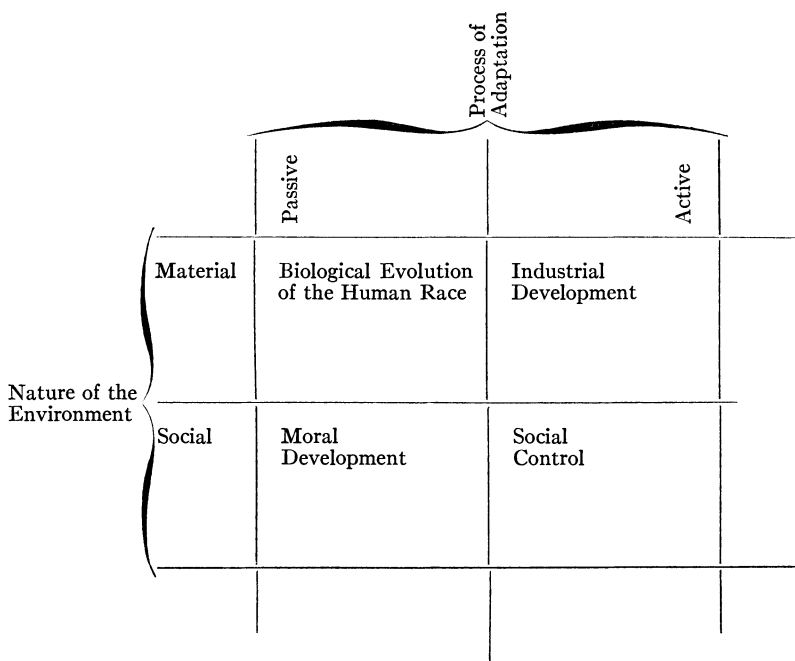 Process of
Adaptation
Passive
Active
Material
Biological Evolution
of the Human Race
Industrial
Development
Nature of the
Environment
Social
Moral
Development
Social
Control